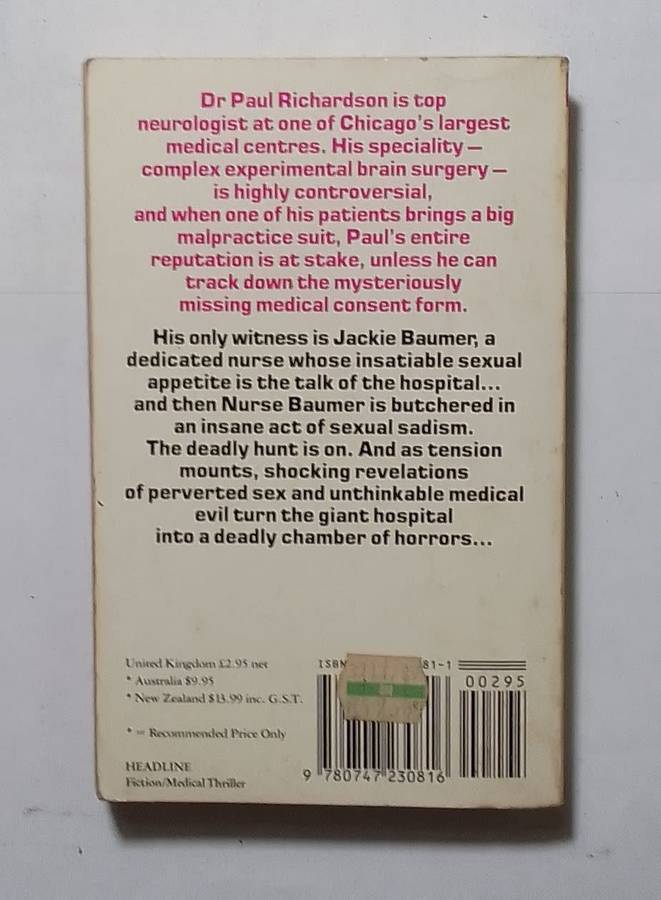 Dr Paul Richardson is top
neurologist at one of Chicago's largest
medical centres. His speciality —
complex experimental brain surgery —
is highly controversial,
and when one of his patients brings a big
malpractice suit, Paul's entire
reputation is at stake, unless he can
track down the mysteriously
missing medical consent form.
His only witness is Jackie Baumer, a
dedicated nurse whose insatiable sexual
appetite is the talk of the hospital...
and then Nurse Baumer is butchered in
an insane act of sexual sadism.
The deadly hunt is on. And as tension
mounts, shocking revelations
of perverted sex and unthinkable medical
evil turn the giant hospital
into a deadly chamber of horrors...
United Kingdom £2.95 net
* Australia $9.95
* New Zealand $13.99 inc. G.S.T.
* = Recommended Price Only
HEADLINE
Fiction/Medical Thriller
ISBN 81-1
00295
9 780747 230816